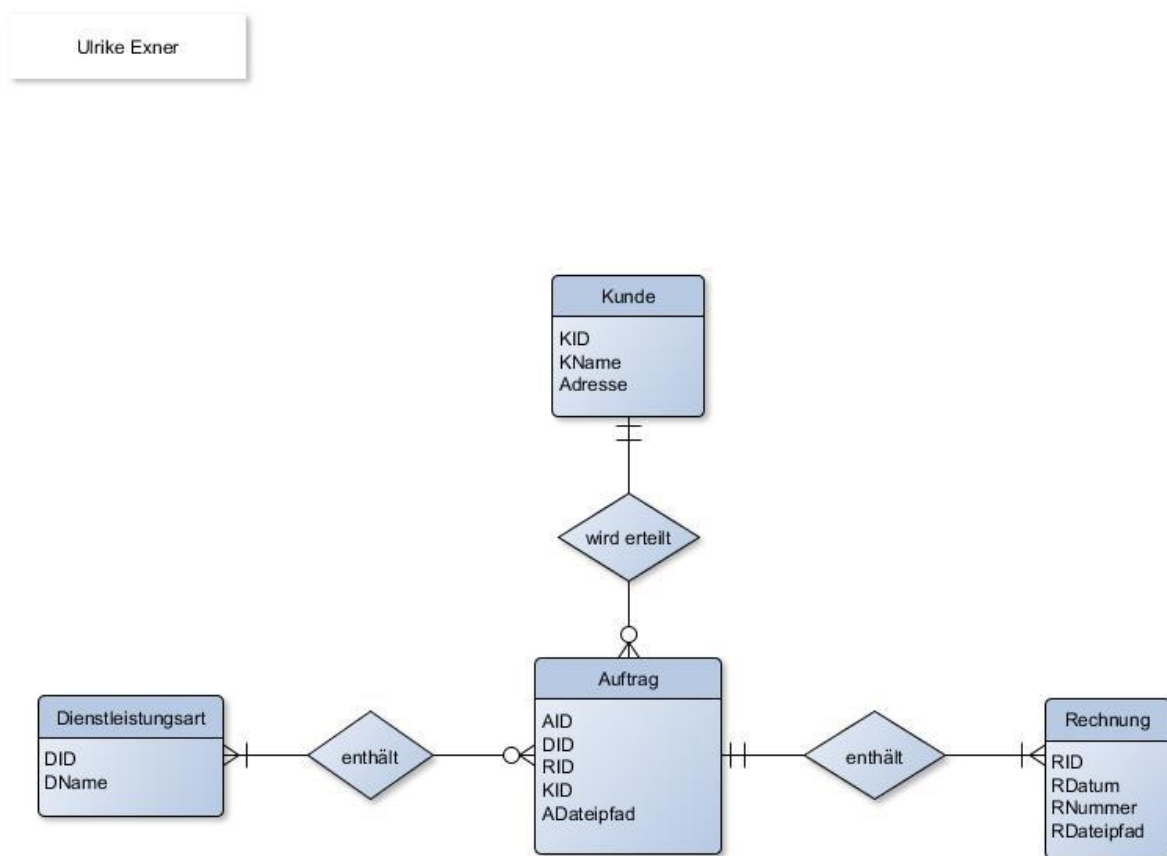 Ulrike Exner
Kunde
KID
KName
Adresse
wird erteilt
Dienstleistungsart
DID
DName
enthält
Auftrag
AID
DID
RID
KID
ADateipfad
enthält
Rechnung
RID
RDatum
RNummer
RDateipfad